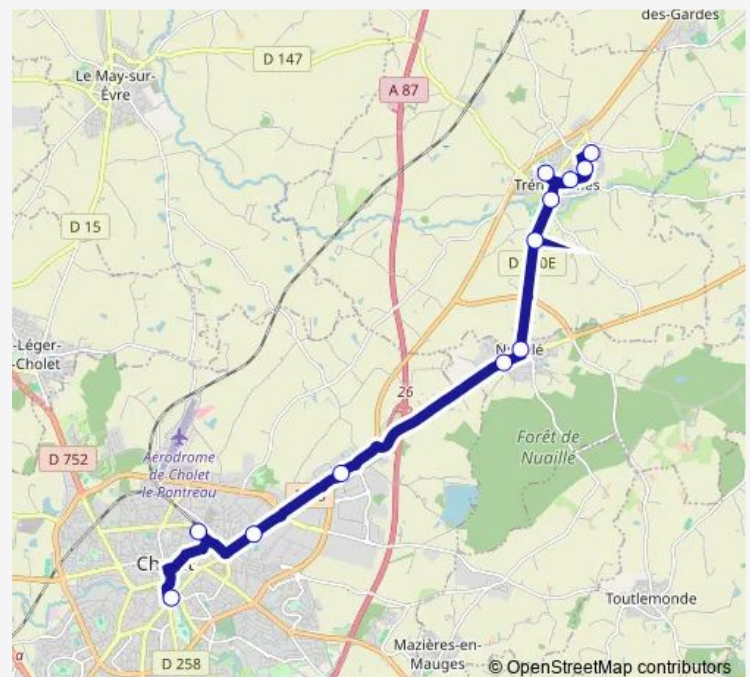 des-Gardes
D 147
Le May-sur-
Èvre
A 87
D 15
D
0E
-Léger-
-Cholet
26
Forêt de
Nuaillé
D 752
Aérodrome
de Cholet
le Pontreau
Toutlemonde
Mazières-en-
Mauges
D 258
© OpenStreetMap contributors